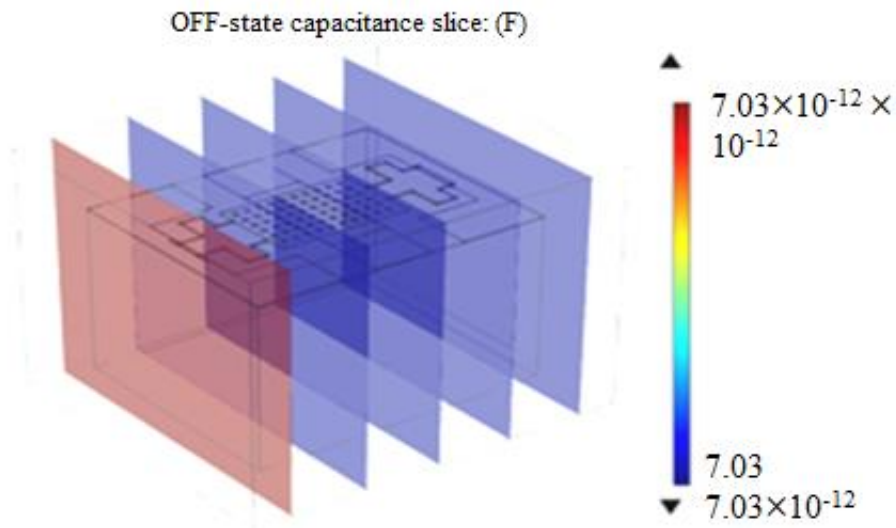 OFF-state capacitance slice: (F)
7.03×10⁻¹² ×
10⁻¹²
7.03
7.03×10⁻¹²